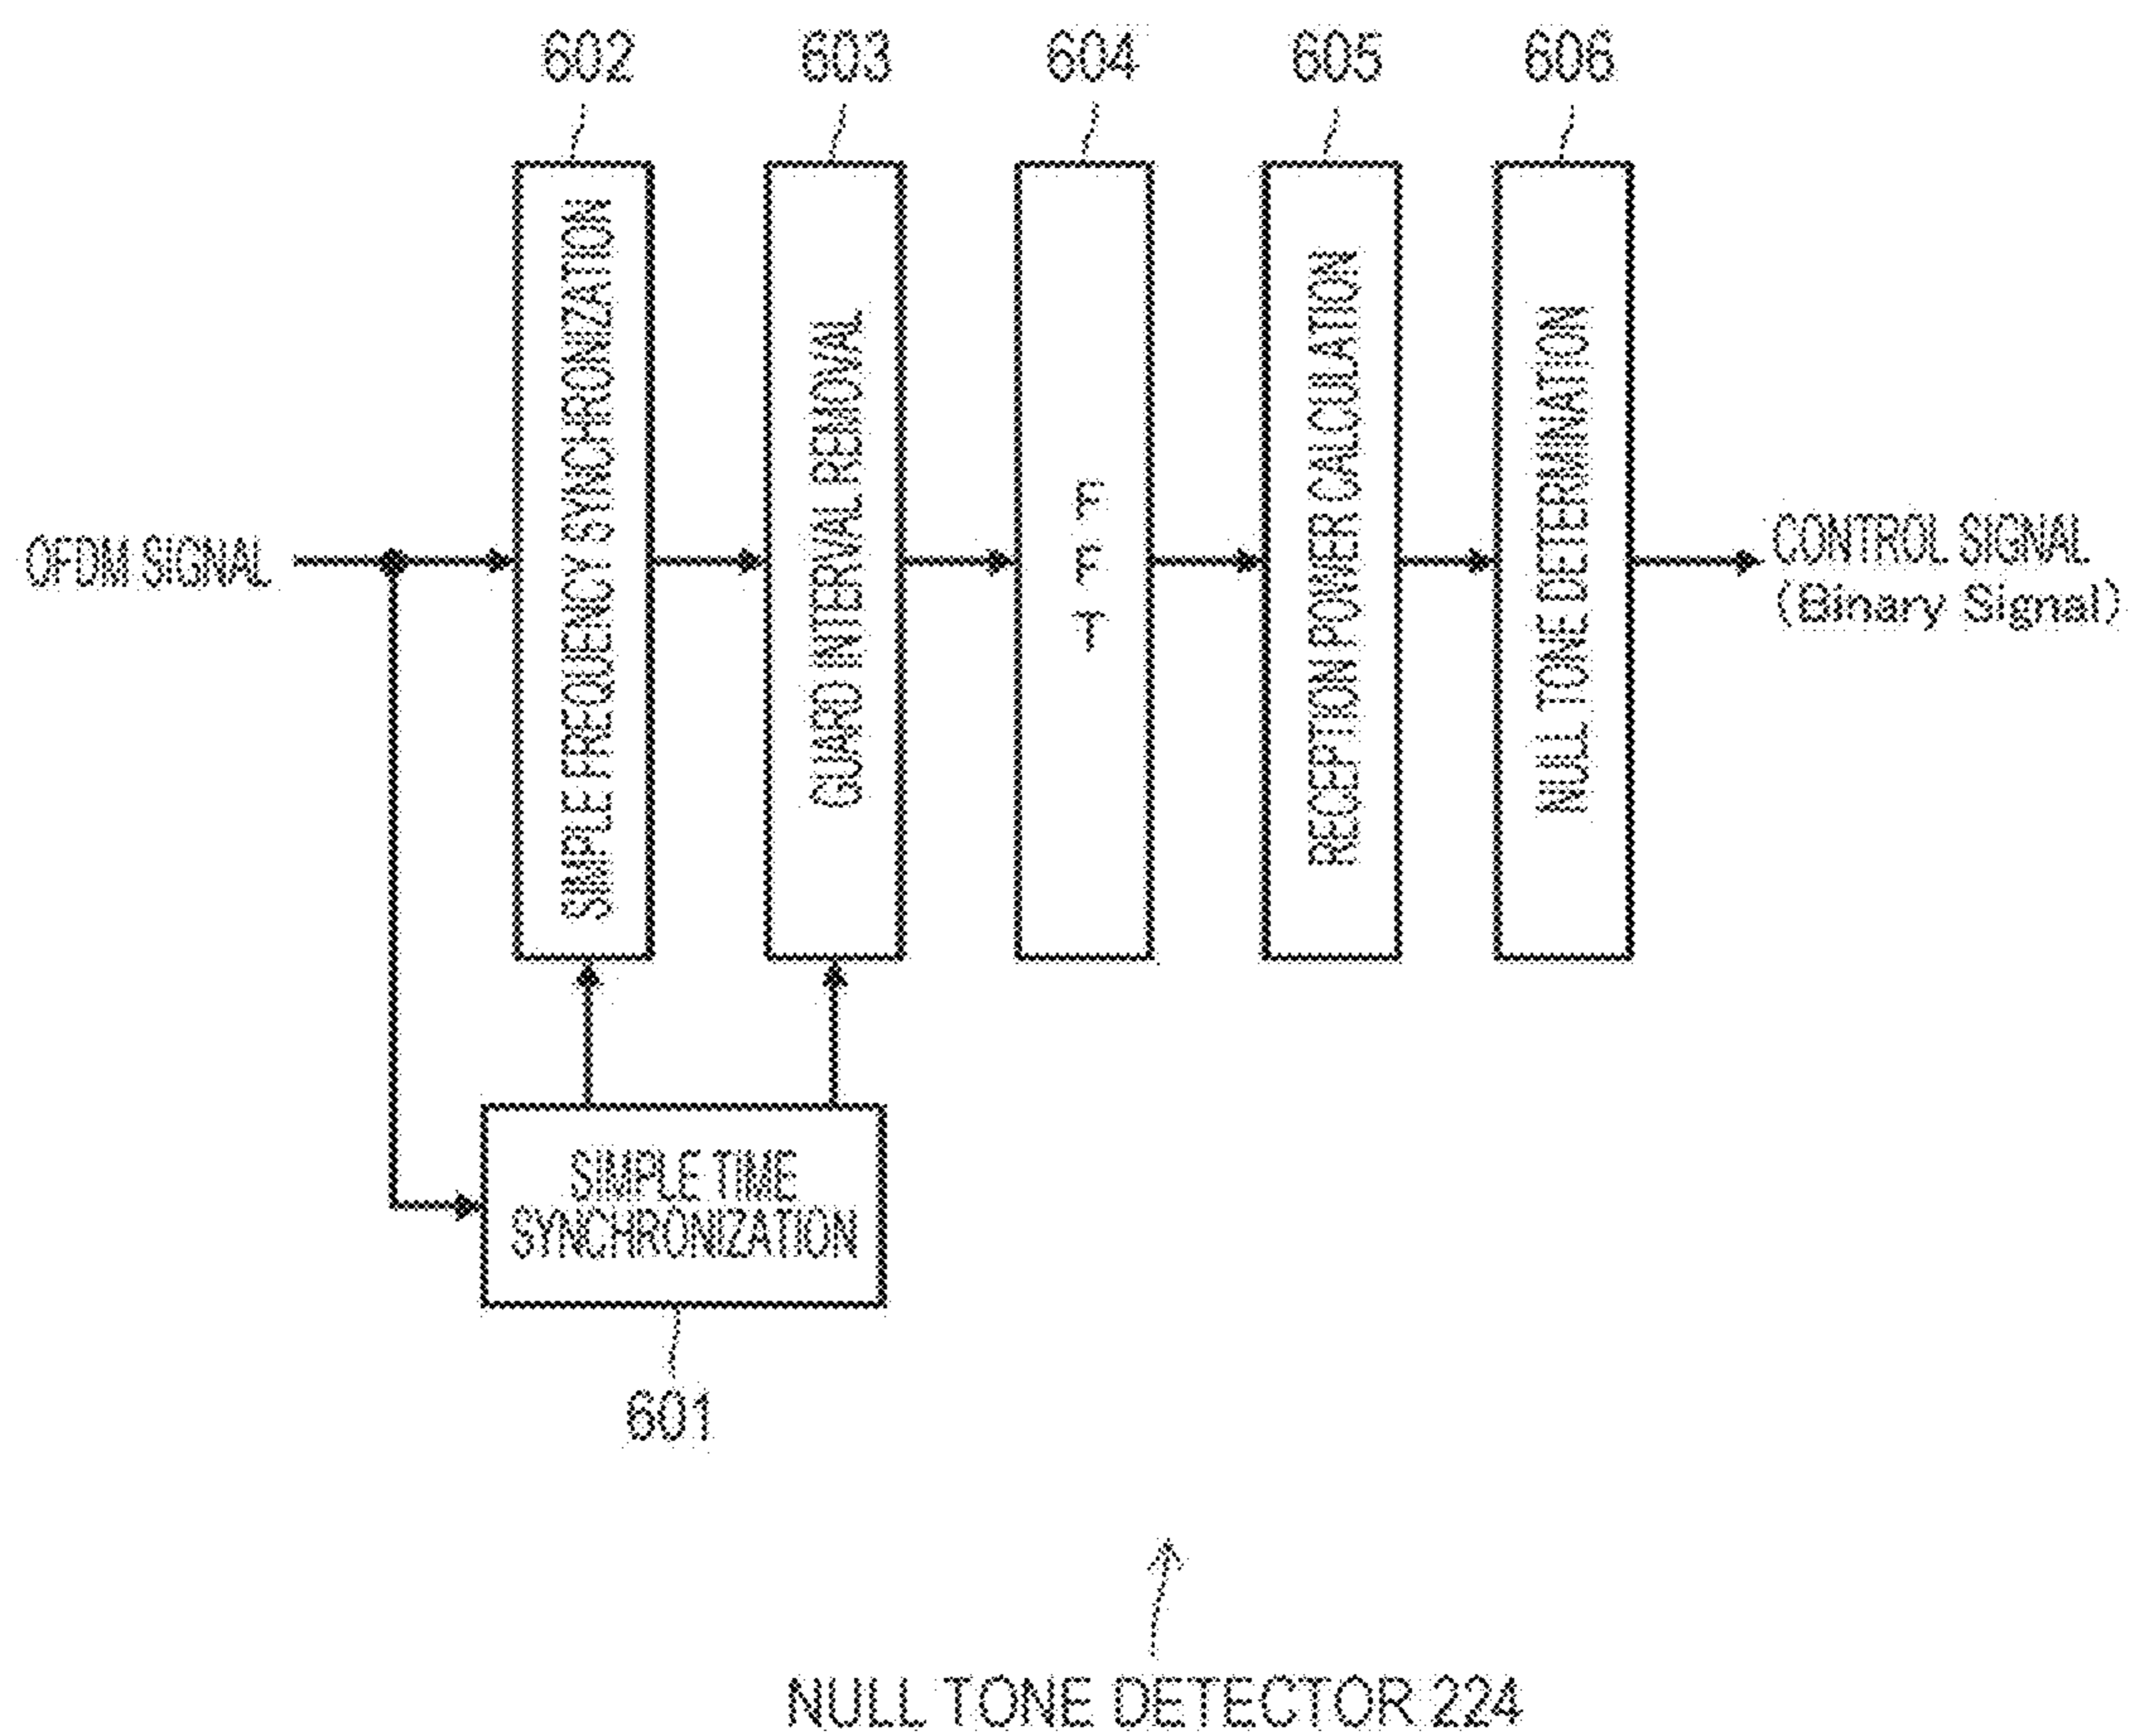 602
603
604
605
606
OFDM SIGNAL
SIMPLE FREQUENCY SYNCHRONIZATION
GUARD INTERVAL REMOVAL
FFT
RECEPTION POWER CALCULATION
NULL TONE DETERMINATION
CONTROL SIGNAL
(Binary Signal)
SIMPLE TIME
SYNCHRONIZATION
601
NULL TONE DETECTOR 224